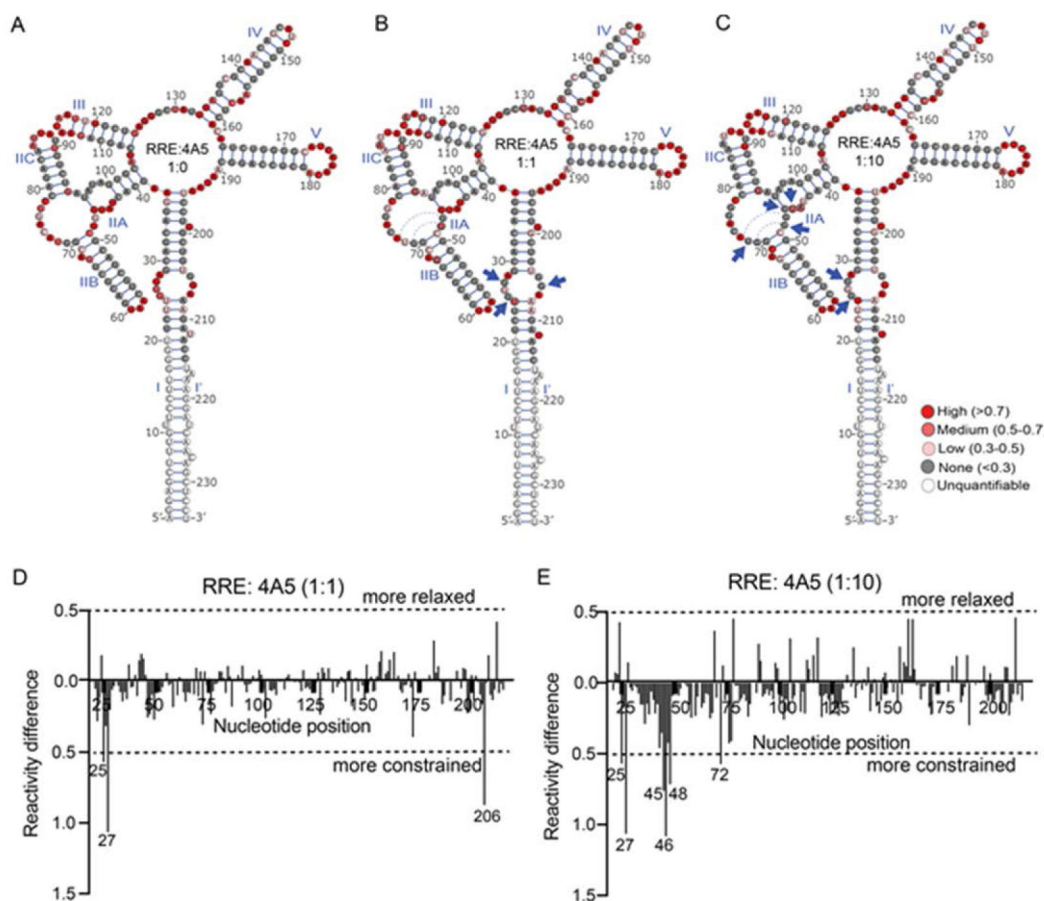 A
B
C
IV
140
150
III
130
120
IIC
90
110
160
RRE:4A5
1:0
170
V
100
190
180
80
40
IIA
-200
50
70
30
IIB
60
-210
20
I
I'
220
10
-230
5'
-3'
IV
140
150
III
130
120
IIC
90
110
160
RRE:4A5
1:1
170
V
100
190
180
80
40
IIA
-200
50
70
30
IIB
60
-210
20
I
I'
220
10
-230
5'
-3'
IV
140
150
III
130
120
IIC
90
110
160
RRE:4A5
1:10
170
V
100
190
180
80
40
IIA
-200
50
70
30
IIB
60
-210
20
I
I'
220
10
-230
5'
-3'
High (>0.7)
Medium (0.5-0.7
Low (0.3-0.5)
None (<0.3)
Unquantifiable
D
RRE: 4A5 (1:1)
more relaxed
0.5
0.0
0.5
1.0
1.5
Reactivity difference
25 50 75 100 125 150 175 200
Nucleotide position
more constrained
25
27
206
E
RRE: 4A5 (1:10)
more relaxed
0.5
0.0
0.5
1.0
1.5
Reactivity difference
25 50 75 100 125 150 175 200
Nucleotide position
more constrained
25
27
45
46
48
72